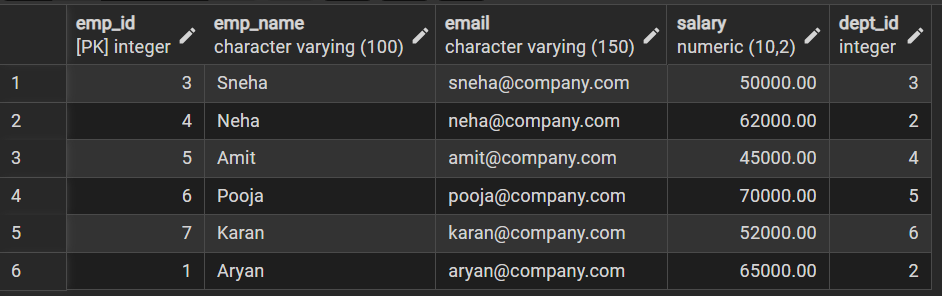 emp_id emp_name email salary dept_id
[PK] integer character varying (100) character varying (150) numeric (10,2) integer
1 3 Sneha sneha@company.com 50000.00 3
2 4 Neha neha@company.com 62000.00 2
3 5 Amit amit@company.com 45000.00 4
4 6 Pooja pooja@company.com 70000.00 5
5 7 Karan karan@company.com 52000.00 6
6 1 Aryan aryan@company.com 65000.00 2